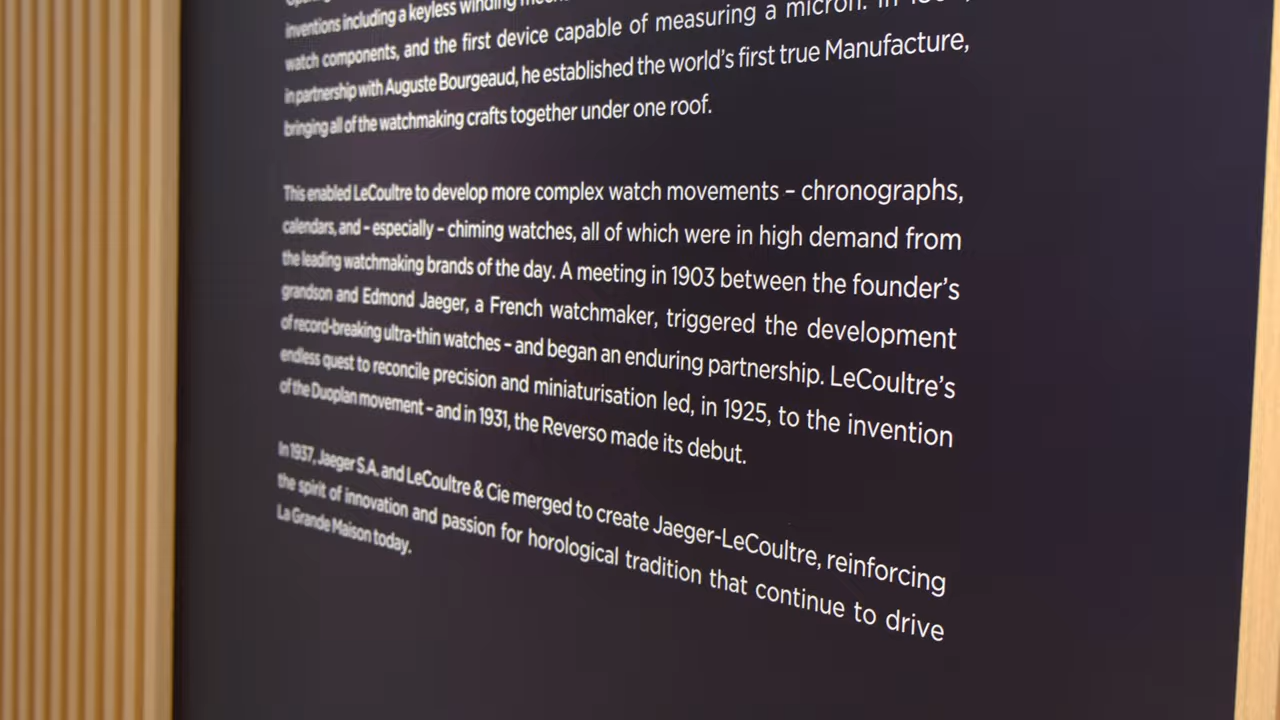 inventions including a keyless winding
watch components, and the first device capable of measuring a micron. In
in partnership with Auguste Bourgeaud, he established the world's first true Manufacture,
bringing all of the watchmaking crafts together under one roof.
This enabled LeCoultre to develop more complex watch movements – chronographs,
calendars, and – especially – chiming watches, all of which were in high demand from
the leading watchmaking brands of the day. A meeting in 1903 between the founder's
grandson and Edmond Jaeger, a French watchmaker, triggered the development
of record-breaking ultra-thin watches – and began an enduring partnership. LeCoultre's
endless quest to reconcile precision and miniaturisation led, in 1925, to the invention
of the Duoplan movement – and in 1931, the Reverso made its debut.
In 1937, Jaeger S.A. and LeCoultre & Cie merged to create Jaeger-LeCoultre, reinforcing
the spirit of innovation and passion for horological tradition that continue to drive
La Grande Maison today.